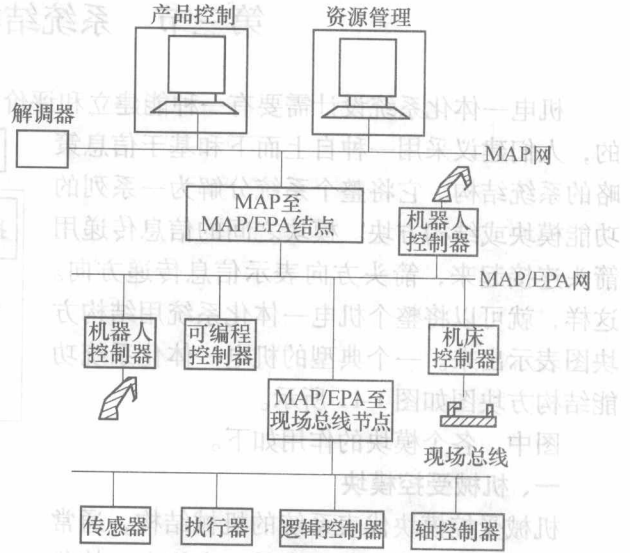 产品控制
资源管理
解调器
MAP网
MAP至
MAP/EPA结点
机器人
控制器
MAP/EPA网
机器人
控制器
可编程
控制器
机床
控制器
MAP/EPA至
现场总线节点
现场总线
传感器
执行器
逻辑控制器
轴控制器